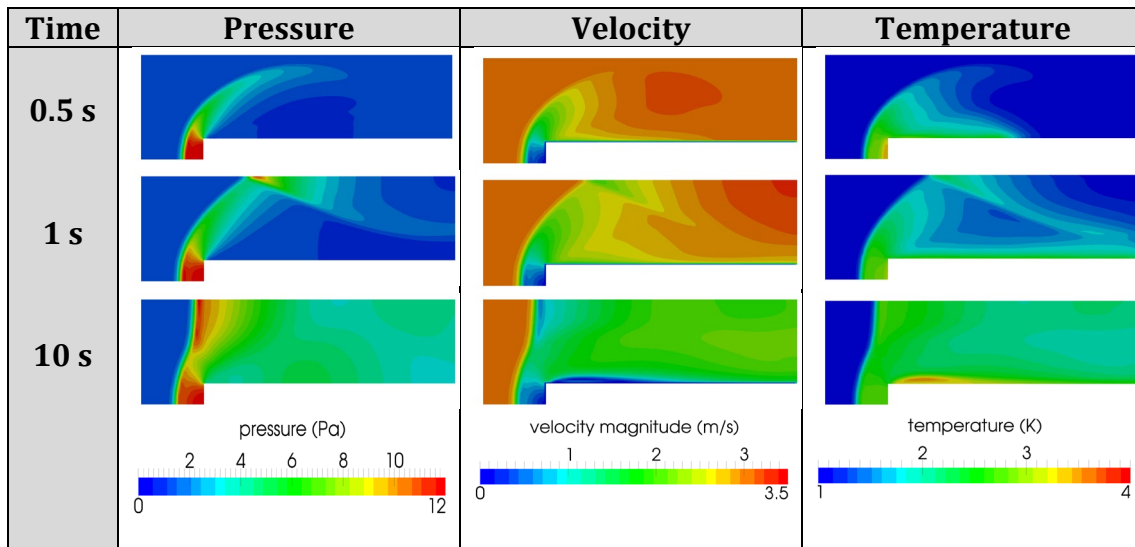 Time Pressure Velocity Temperature
0.5 s
1 s
10 s
pressure (Pa) velocity magnitude (m/s) temperature (K)
2 4 6 8 10 1 2 3 2 3
0 12 0 3.5 1 4